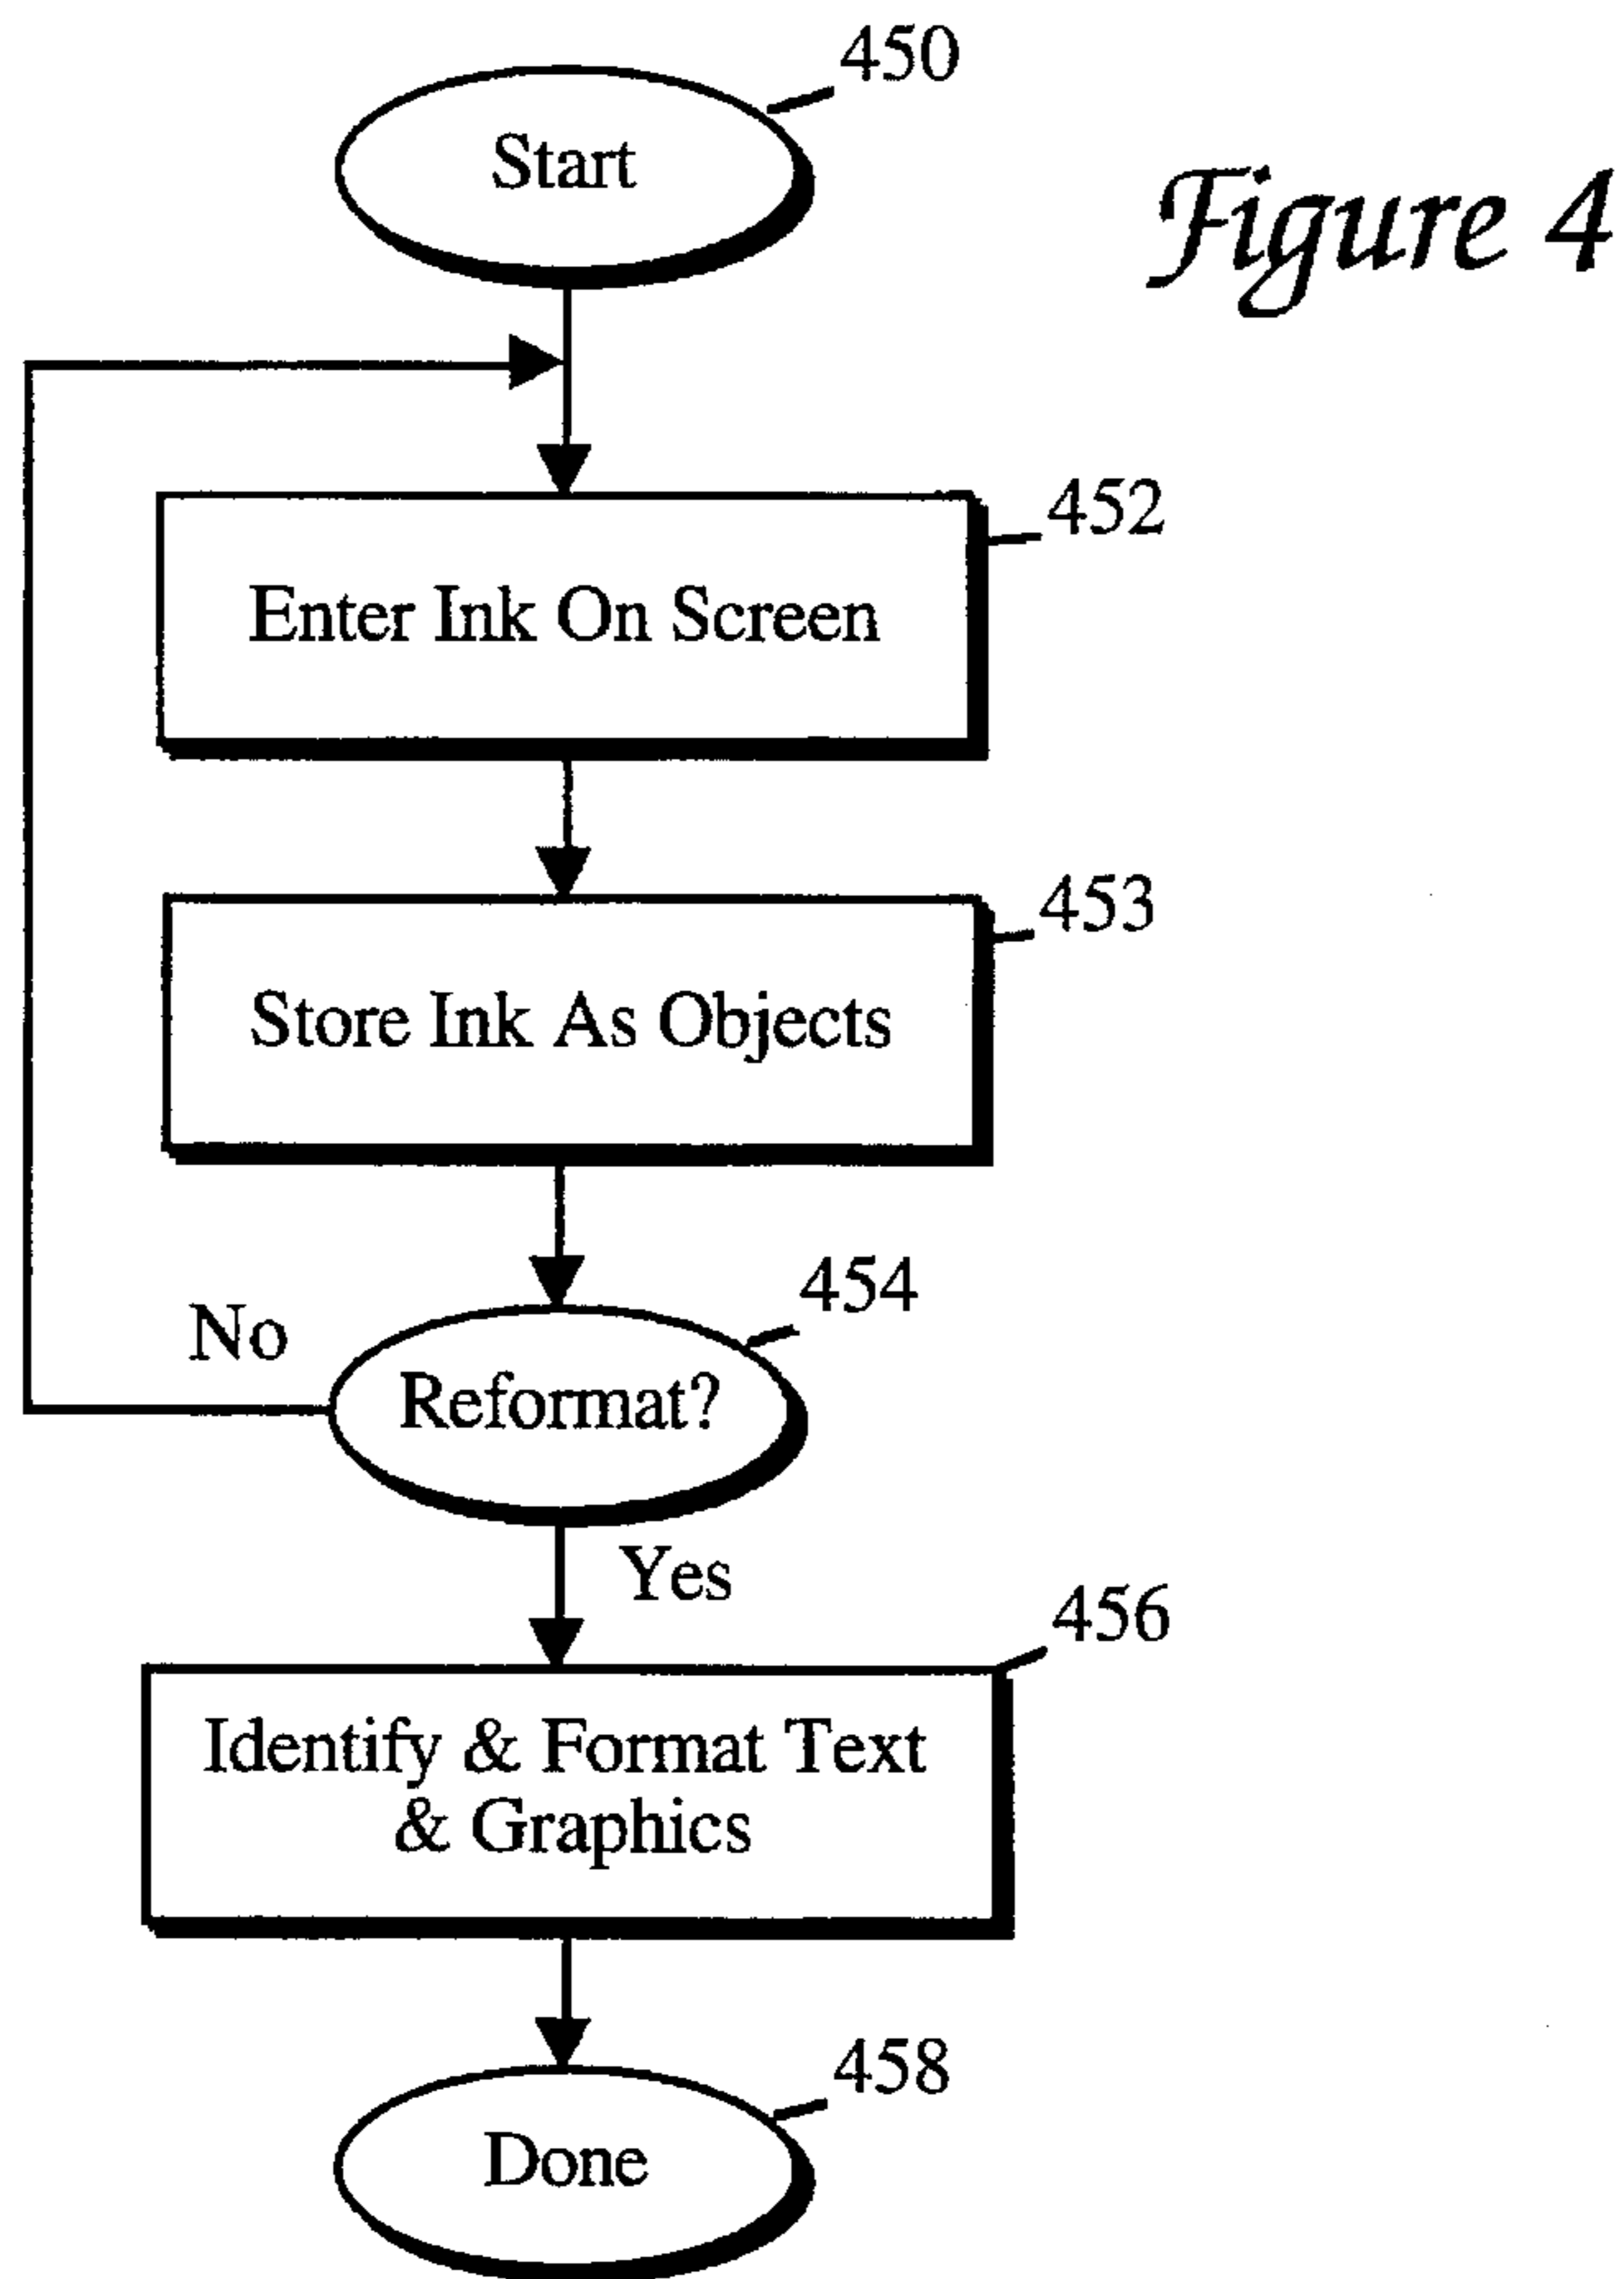 450
Start
Figure 4
452
Enter Ink On Screen
453
Store Ink As Objects
454
No
Reformat?
Yes
456
Identify & Format Text
& Graphics
458
Done